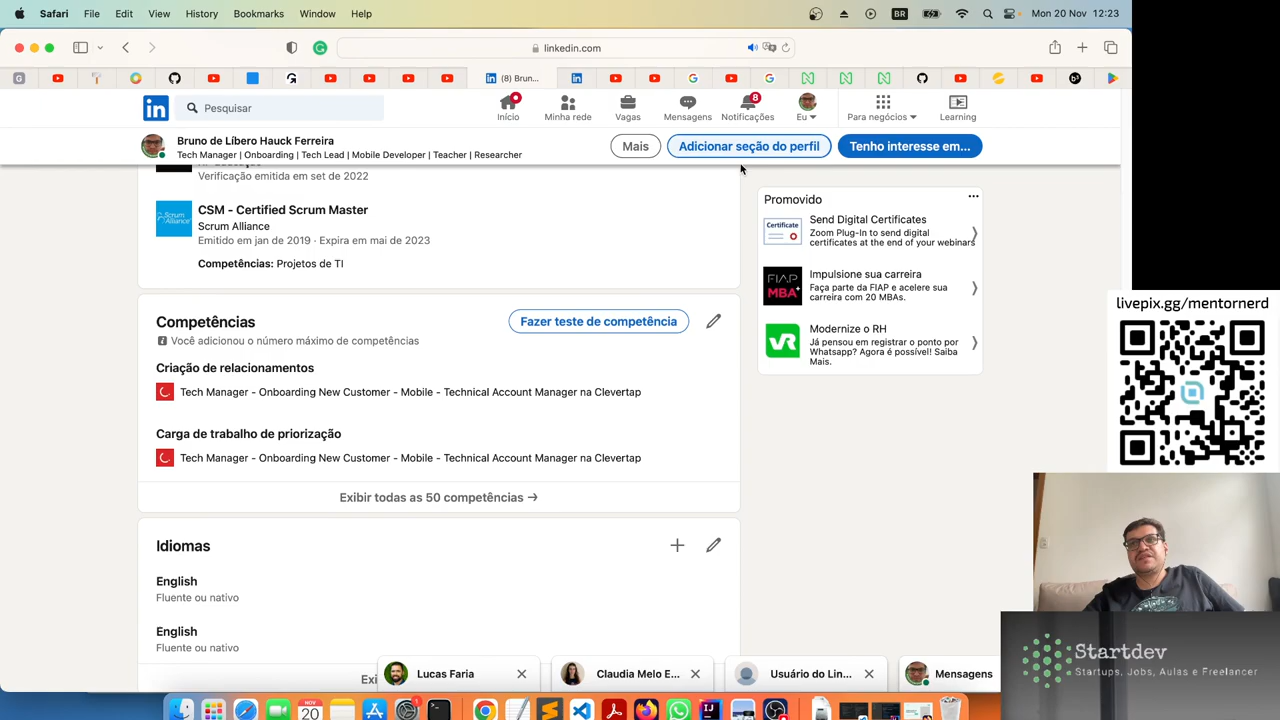 Safari File Edit View History Bookmarks Window Help
BR Mon 20 Nov 12:23
linkedin.com
(8) Brun...
in Pesquisar
Início
Minha rede
Vagas
Mensagens
8
Notificações
Eu
Para negócios
Learning
Bruno de Líbero Hauck Ferreira
Tech Manager | Onboarding | Tech Lead | Mobile Developer | Teacher | Researcher
Mais
Adicionar seção do perfil
Tenho interesse em...
Verificação emitida em set de 2022
CSM - Certified Scrum Master
Scrum Alliance
Emitido em jan de 2019 · Expira em mai de 2023
Competências: Projetos de TI
Competências
Fazer teste de competência
Você adicionou o número máximo de competências
Criação de relacionamentos
Tech Manager - Onboarding New Customer - Mobile - Technical Account Manager na Clevertap
Carga de trabalho de priorização
Tech Manager - Onboarding New Customer - Mobile - Technical Account Manager na Clevertap
Exibir todas as 50 competências →
Idiomas
English
Fluente ou nativo
English
Fluente ou nativo
Exi
Promovido
Certificate
Send Digital Certificates
Zoom Plug-In to send digital
certificates at the end of your webinars
FIAP
MBA+
Impulsione sua carreira
Faça parte da FIAP e acelere sua
carreira com 20 MBAs.
VR
Modernize o RH
Já pensou em registrar o ponto por
Whatsapp? Agora é possível! Saiba
Mais.
Lucas Faria
Claudia Melo E...
Usuário do Lin...
Mensagens
livepix.gg/mentornerd
Startdev
Startups, Jobs, Aulas e Freelancer
NOV
20